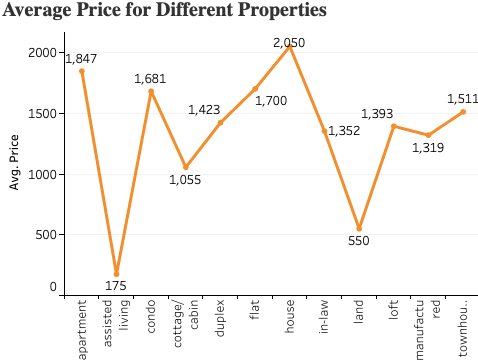 Average Price for Different Properties
2000
1500
1000
500
0
Avg. Price
1,847
175
1,681
1,055
1,423
1,700
2,050
1,352
550
1,393
1,319
1,511
apartment
assisted
living
condo
cottage/
cabin
duplex
flat
house
in-law
land
loft
manufactu
red
townhou..